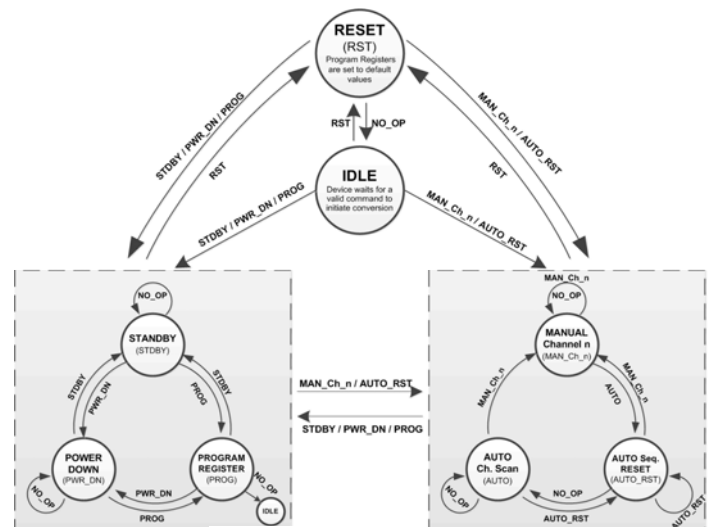 RESET
(RST)
Program Registers
are set to default
values
STDBY / PWR_DN / PROG
RST
RST
NO_OP
MAN_Ch_n / AUTO_RST
RST
IDLE
Device waits for a
valid command to
initiate conversion
STDBY / PWR_DN / PROG
MAN_Ch_n / AUTO_RST
NO_OP
STANDBY
(STDBY)
STDBY
PWR_DN
STDBY
PROG
POWER
DOWN
(PWR_DN)
NO_OP
PROGRAM
REGISTER
(PROG)
NO_OP
IDLE
PWR_DN
PROG
MAN_Ch_n / AUTO_RST
STDBY / PWR_DN / PROG
MAN_Ch_n
NO_OP
MANUAL
Channel n
(MAN_Ch_n)
MAN_Ch_n
MAN_Ch_n
AUTO
AUTO
Ch. Scan
(AUTO)
NO_OP
AUTO Seq.
RESET
(AUTO_RST)
AUTO_RST
NO_OP
AUTO_RST